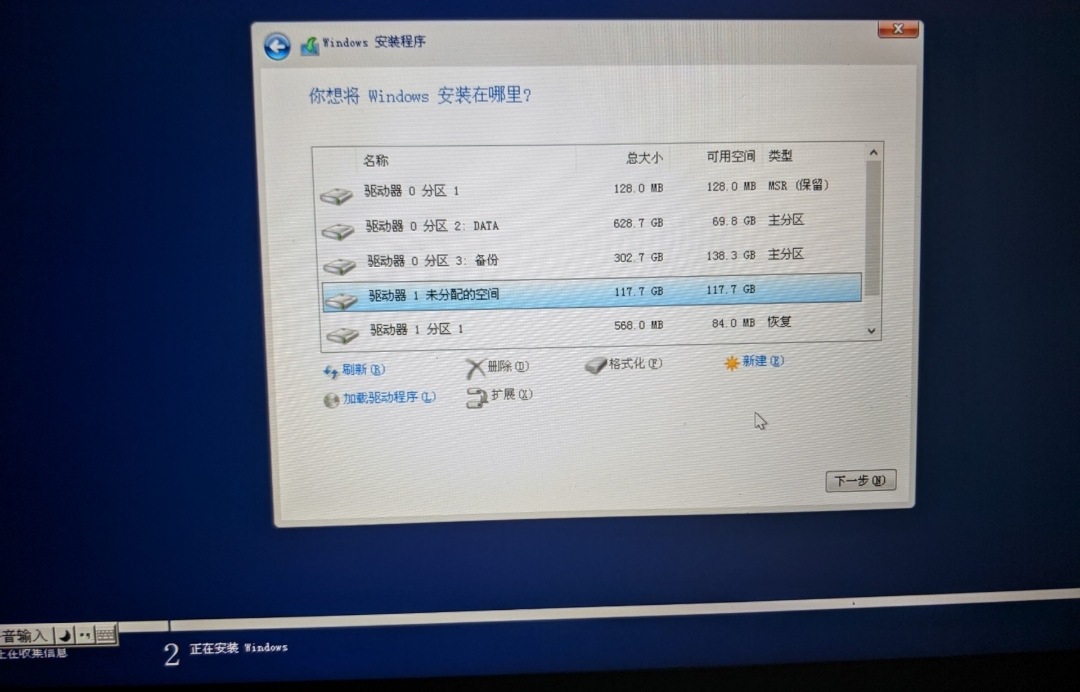 Windows 安装程序
你想将 Windows 安装在哪里?
名称 总大小 可用空间 类型
驱动器 0 分区 1 128.0 MB 128.0 MB MSR (保留)
驱动器 0 分区 2: DATA 628.7 GB 69.8 GB 主分区
驱动器 0 分区 3: 备份 302.7 GB 138.3 GB 主分区
驱动器 1 未分配的空间 117.7 GB 117.7 GB
驱动器 1 分区 1 568.0 MB 84.0 MB 恢复
刷新(R) 删除(D) 格式化(F) 新建(E)
加载驱动程序(L) 扩展(X)
下一步(N)
音输入
正在收集信息
2 正在安装 Windows